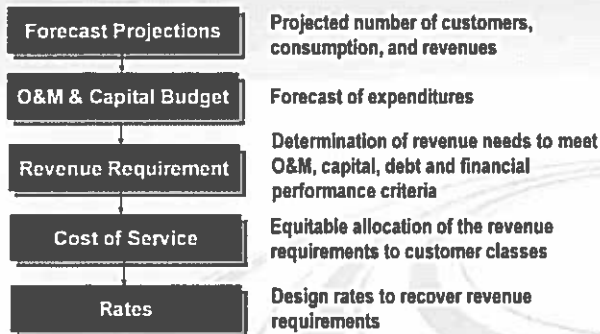 Forecast Projections
Projected number of customers,
consumption, and revenues
O&M & Capital Budget
Forecast of expenditures
Revenue Requirement
Determination of revenue needs to meet
O&M, capital, debt and financial
performance criteria
Cost of Service
Equitable allocation of the revenue
requirements to customer classes
Rates
Design rates to recover revenue
requirements